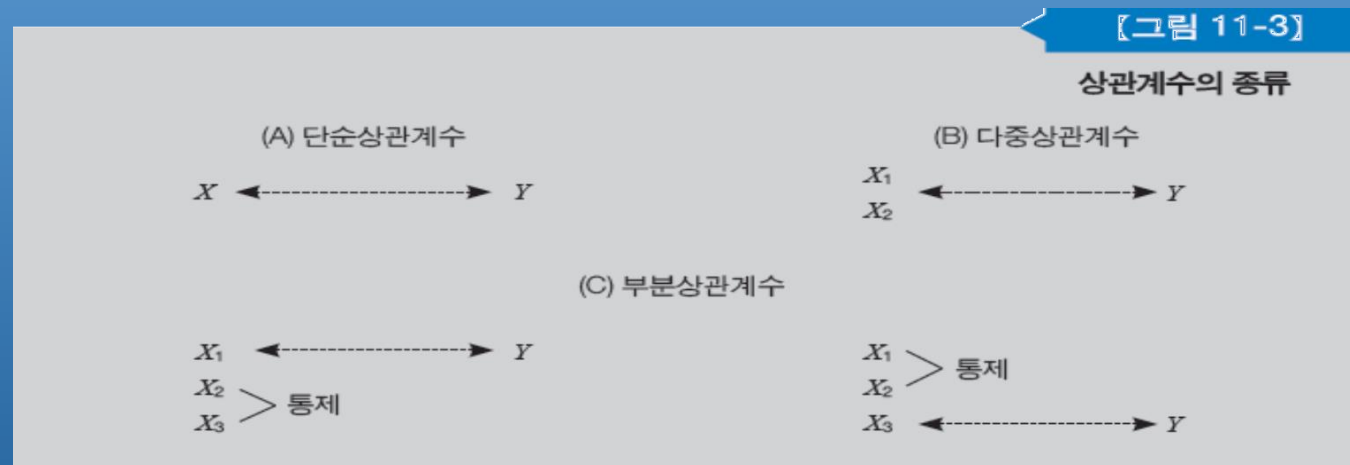 【그림 11-3】
상관계수의 종류
(A) 단순상관계수
X Y
(B) 다중상관계수
X₁
X₂
Y
(C) 부분상관계수
X₁ Y
X₂
X₃
통제
X₁
X₂
통제
X₃ Y